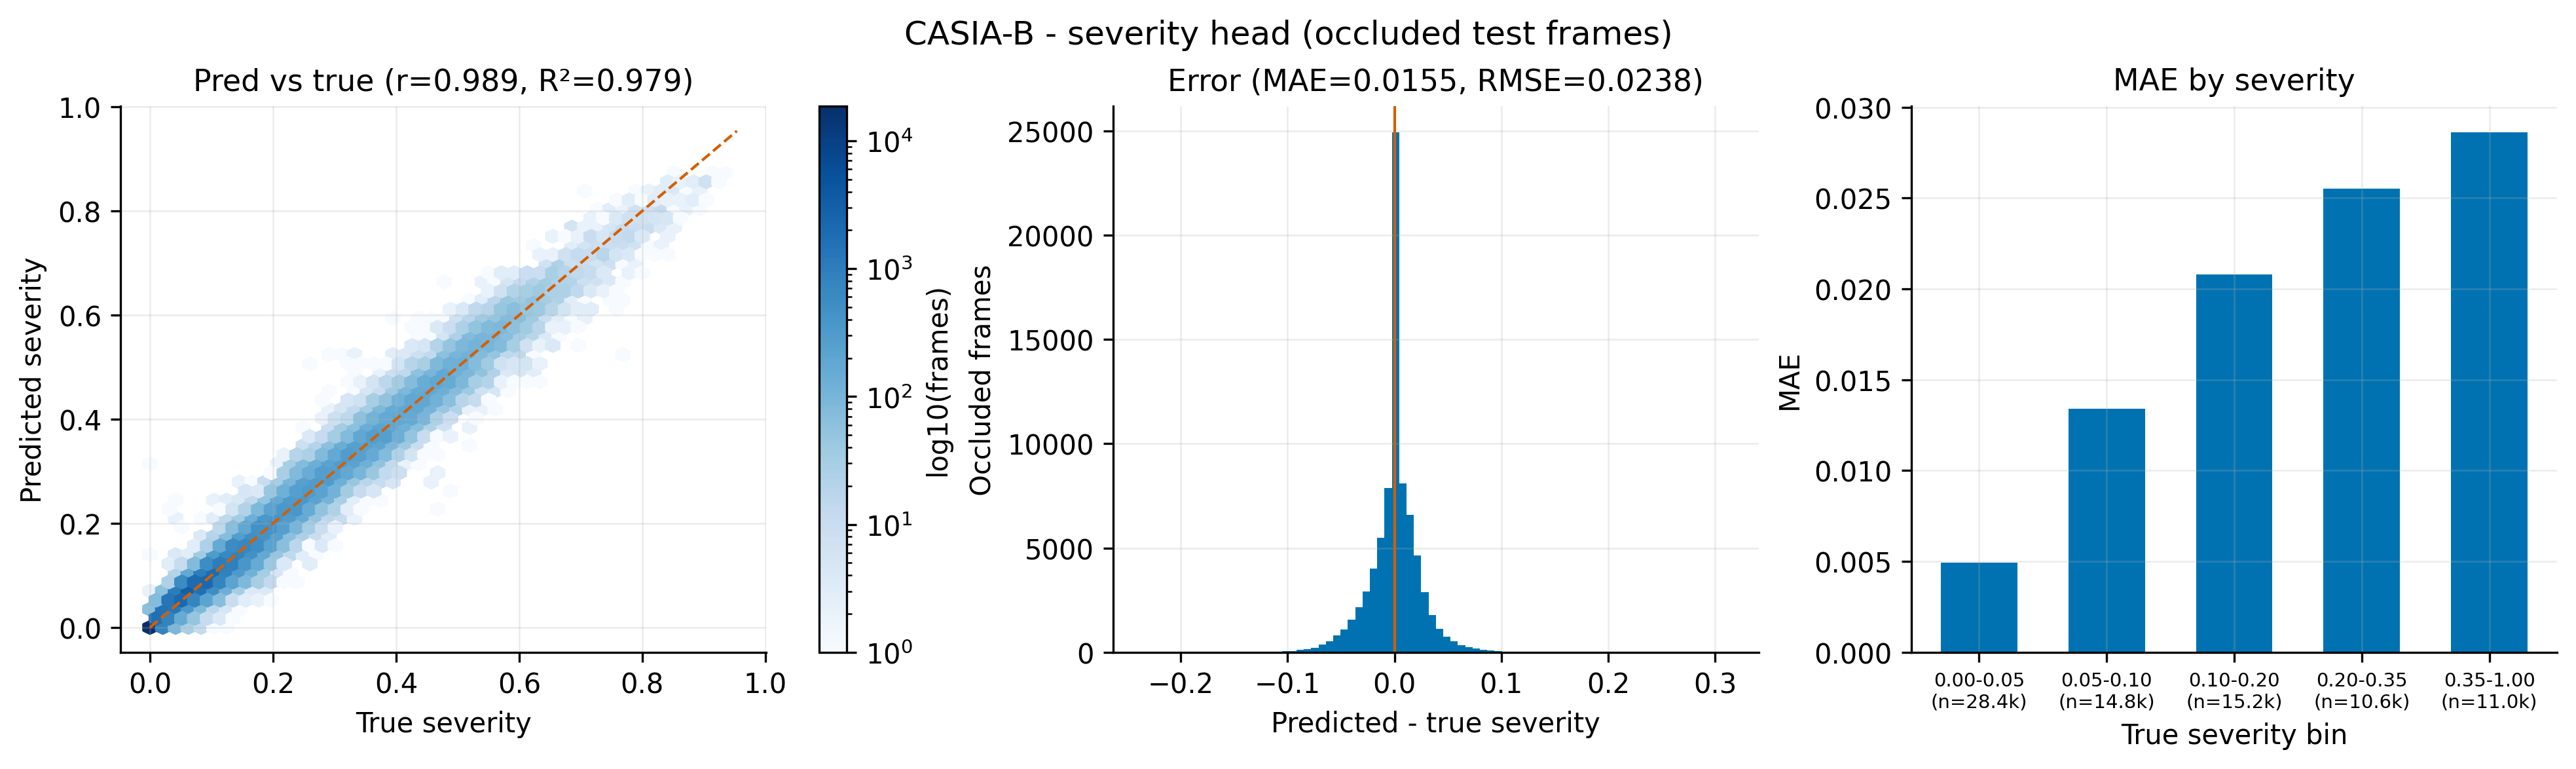 CASIA-B - severity head (occluded test frames)
Pred vs true (r=0.989, R²=0.979)
1.0
0.8
0.6
0.4
0.2
0.0
Predicted severity
0.0 0.2 0.4 0.6 0.8 1.0
True severity
10⁴
10³
10²
10¹
10⁰
log10(frames)
Error (MAE=0.0155, RMSE=0.0238)
25000
20000
15000
10000
5000
0
Occluded frames
−0.2 −0.1 0.0 0.1 0.2 0.3
Predicted - true severity
MAE by severity
0.030
0.025
0.020
0.015
0.010
0.005
0.000
MAE
0.00-0.05 0.05-0.10 0.10-0.20 0.20-0.35 0.35-1.00
(n=28.4k) (n=14.8k) (n=15.2k) (n=10.6k) (n=11.0k)
True severity bin